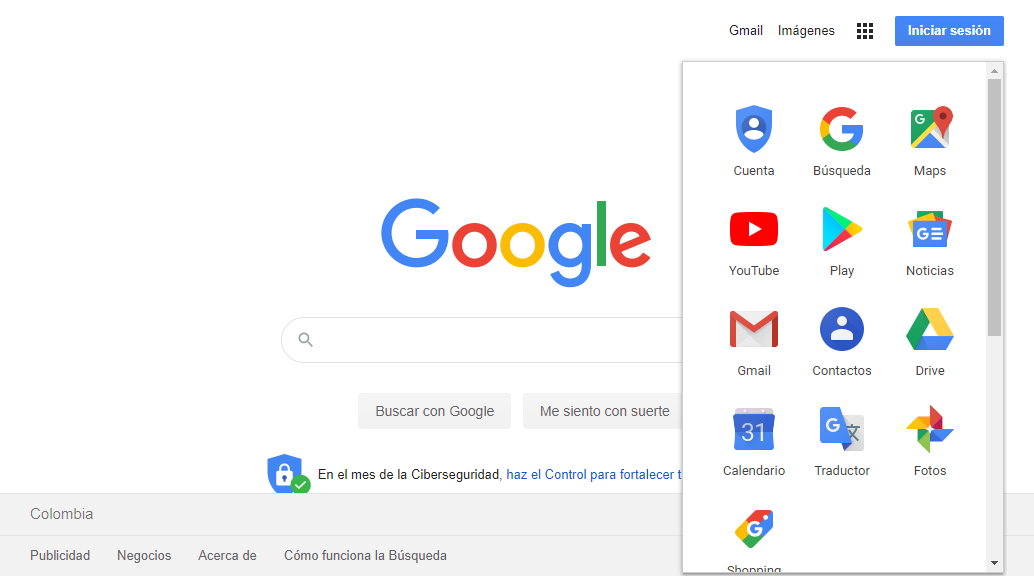 Gmail Imágenes Iniciar sesión
Cuenta Búsqueda Maps
YouTube Play Noticias
Gmail Contactos Drive
31
Calendario Traductor Fotos
Shopping
Google
Buscar con Google Me siento con suerte
En el mes de la Ciberseguridad, haz el Control para fortalecer t
Colombia
Publicidad Negocios Acerca de Cómo funciona la Búsqueda